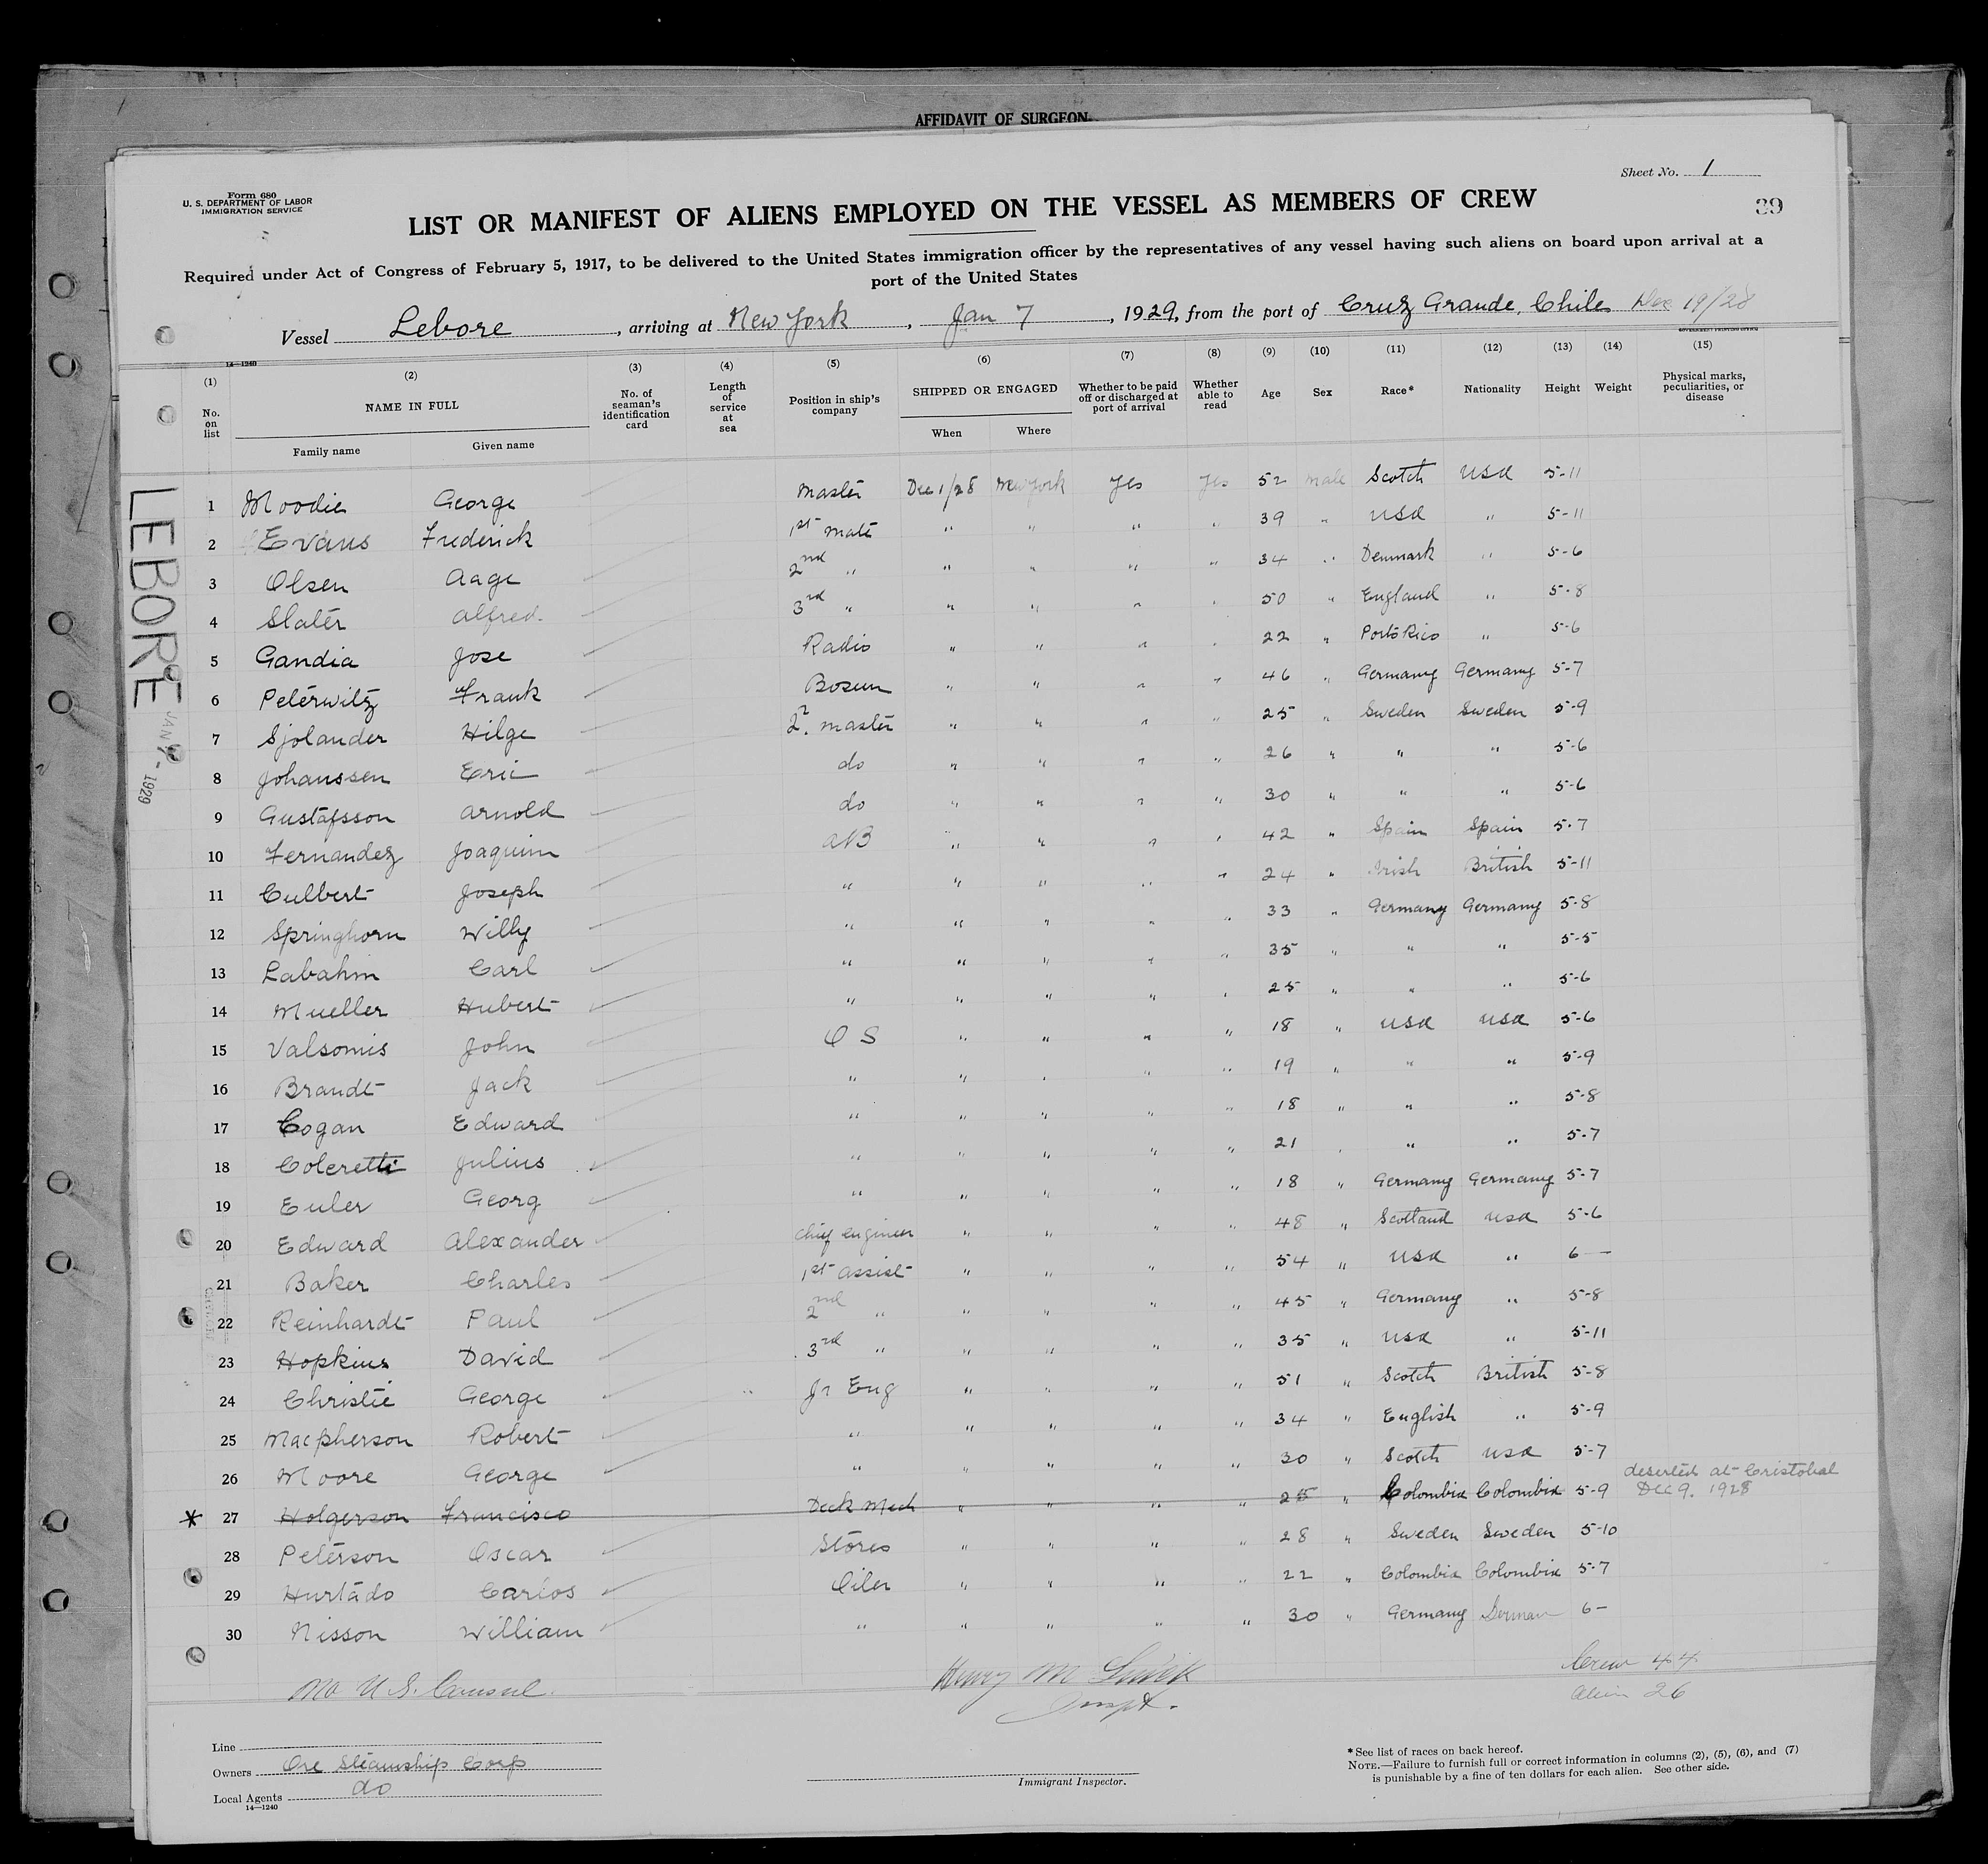 AFFIDAVIT OF SURGEON
Sheet No. 1
Form 680
U. S. DEPARTMENT OF LABOR
IMMIGRATION SERVICE
LIST OR MANIFEST OF ALIENS EMPLOYED ON THE VESSEL AS MEMBERS OF CREW
39
Required under Act of Congress of February 5, 1917, to be delivered to the United States immigration officer by the representatives of any vessel having such aliens on board upon arrival at a
port of the United States
Vessel Lebore, arriving at New York, Jan 7, 1929, from the port of Cruz Grande, Chile Dec 19/28
GOVERNMENT PRINTING OFFICE
14—1240
(1) No. on list (2) NAME IN FULL Family name Given name (3) No. of seaman's identification card (4) Length of service at sea (5) Position in ship's company (6) SHIPPED OR ENGAGED When Where (7) Whether to be paid off or discharged at port of arrival (8) Whether able to read (9) Age (10) Sex (11) Race* (12) Nationality (13) Height (14) Weight (15) Physical marks, peculiarities, or disease
LEBORE
JAN 7 - 1929
1 Moodie George Master Dec 1/28 New York Yes Yes 52 male Scotch USA 5-11
2 Evans Frederick 1st mate " " " " 39 " USA " 5-11
3 Olsen Aage 2nd " " " " " 34 " Denmark " 5-6
4 Slater Alfred 3rd " " " " " 50 " England " 5-8
5 Gandia Jose Radio " " " " 22 " Porto Rico " 5-6
6 Peterwitz Frank Bosun " " " " 46 " Germany Germany 5-7
7 Sjolander Hilge 2. master " " " " 25 " Sweden Sweden 5-9
8 Johanssen Eric do " " " " 26 " " " 5-6
9 Gustafsson Arnold do " " " " 30 " " " 5-6
10 Fernandez Joaquim AB " " " " 42 " Spain Spain 5-7
11 Culbert Joseph " " " " " 24 " Irish British 5-11
12 Springhorn Willy " " " " " 33 " Germany Germany 5-8
13 Labahm Carl " " " " " 35 " " " 5-5
14 Mueller Hubert " " " " " 25 " " " 5-6
15 Valsomis John OS " " " " 18 " USA USA 5-6
16 Brandt Jack " " " " " 19 " " " 5-9
17 Cogan Edward " " " " " 18 " " " 5-8
18 Coleretti Julius " " " " " 21 " " " 5-7
19 Euler Georg " " " " " 18 " Germany Germany 5-7
20 Edward Alexander chief engineer " " " " 48 " Scotland USA 5-6
21 Baker Charles 1st assist " " " " 54 " USA " 6 —
22 Reinhardt Paul 2nd " " " " " 45 " Germany " 5-8
23 Hopkins David 3rd " " " " " 35 " USA " 5-11
24 Christie George Jr Eng " " " " 51 " Scotch British 5-8
25 Macpherson Robert " " " " " 34 " English " 5-9
26 Moore George " " " " " 30 " Scotch USA 5-7
* 27 Holgerson Francisco Deck Mech " " " " 25 " Colombia Colombia 5-9 deserted at Cristobal Dec 9. 1928
28 Peterson Oscar Stores " " " " 28 " Sweden Sweden 5-10
29 Hurtado Carlos Oiler " " " " 22 " Colombia Colombia 5-7
30 Nisson William " " " " " 30 " Germany German 6 —
No U.S. Consul.
Henry M
Inspt.
Crew 44
Alien 26
Line
Owners Ore Steamship Corp
Local Agents do
14—1240
Immigrant Inspector.
*See list of races on back hereof.
NOTE.—Failure to furnish full or correct information in columns (2), (5), (6), and (7)
is punishable by a fine of ten dollars for each alien. See other side.